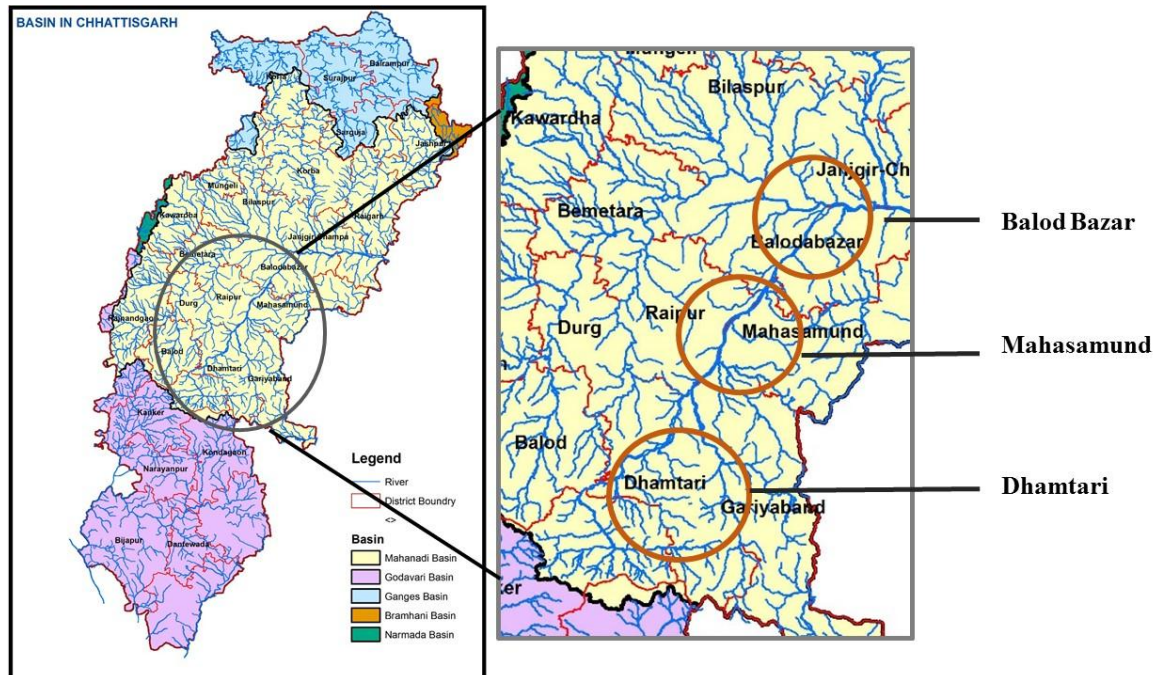 BASIN IN CHHATTISGARH
Balrampur
Koria
Surajpur
Sarguja
Jashpur
Korba
Mungeli
Bilaspur
Kawardha
Raigarh
Janjgir-Champa
Bemetara
Balodabazar
Durg
Raipur
Mahasamund
Rajnandgao
Balod
Dhamtari
Gariyaband
Kanker
Kondagaon
Narayanpur
Bijapur
Dantewada
Legend
River
District Boundry
<>
Basin
Mahanadi Basin
Godavari Basin
Ganges Basin
Bramhani Basin
Narmada Basin
Mungeli
Bilaspur
Kawardha
Janjgir-Ch
Bemetara
Balodabazar
Raipur
Durg
Mahasamund
Balod
Dhamtari
Gariyaband
ker
Balod Bazar
Mahasamund
Dhamtari